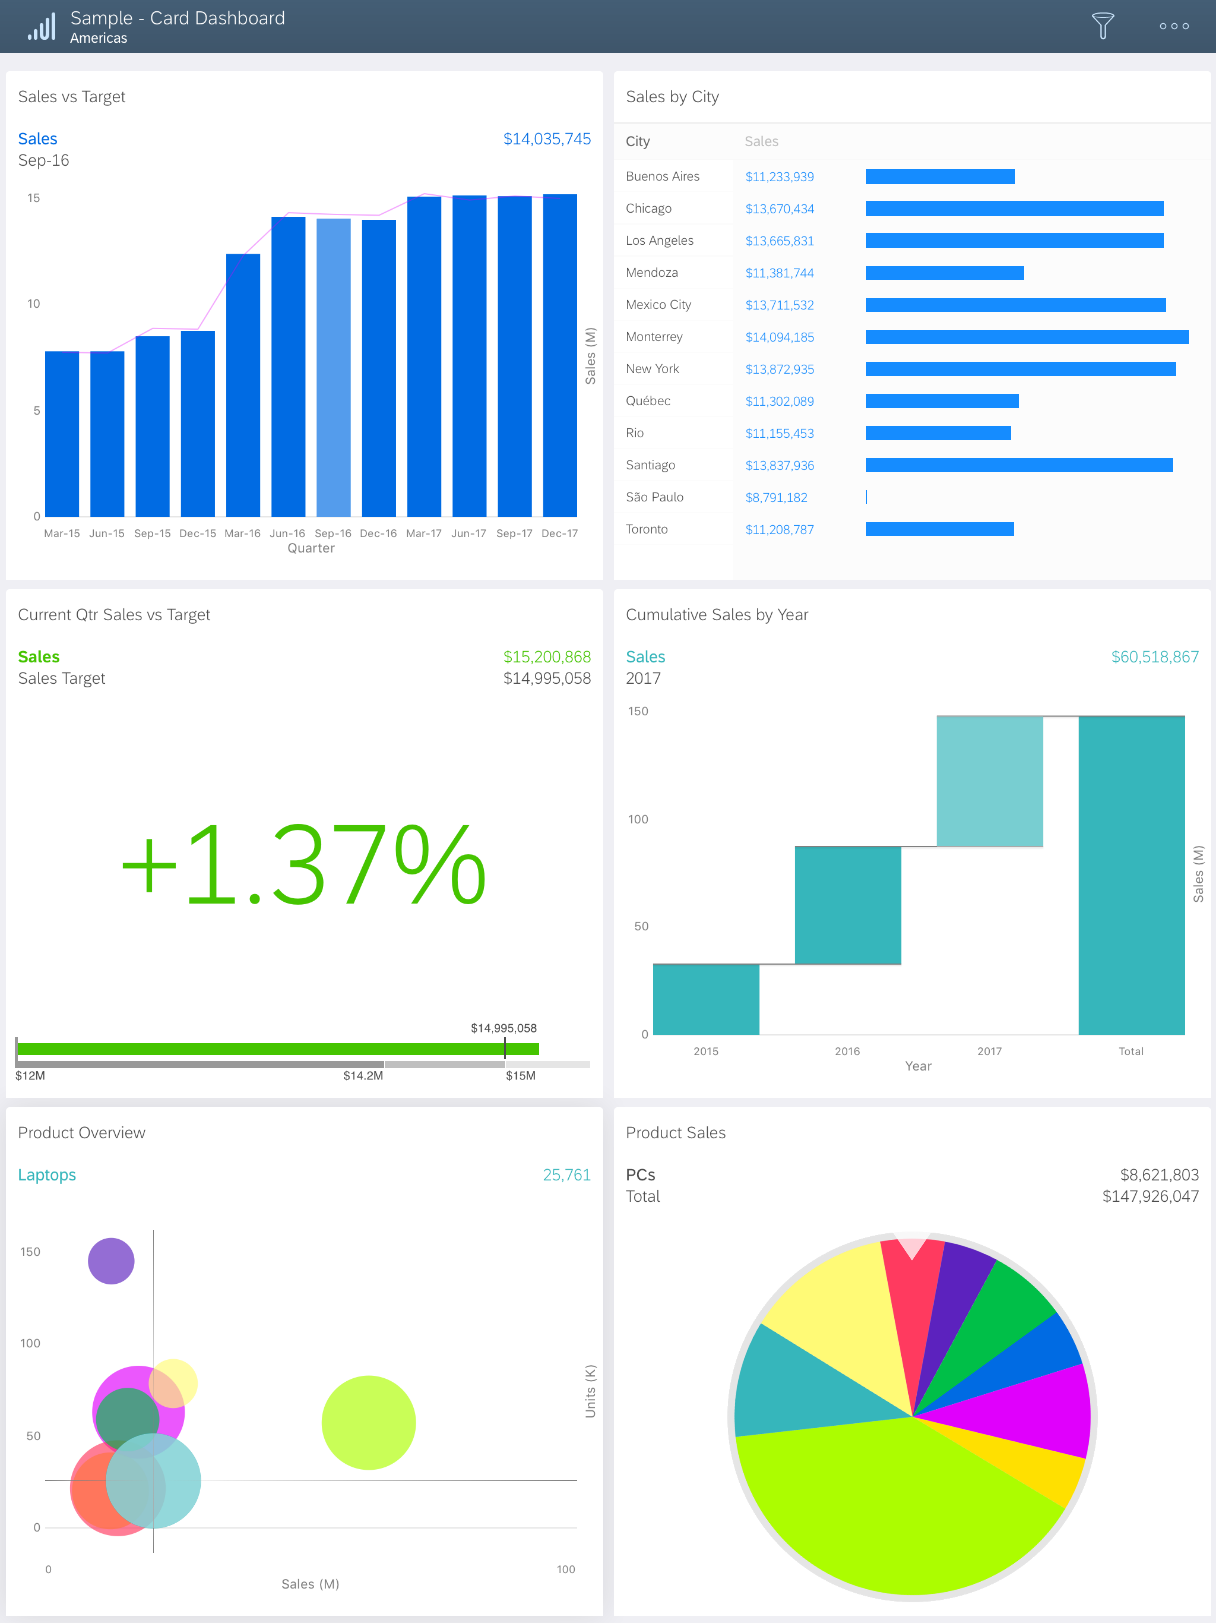 Sample - Card Dashboard
Americas
Sales vs Target
Sales $14,035,745
Sep-16
15
10
5
0
Sales (M)
Mar-15 Jun-15 Sep-15 Dec-15 Mar-16 Jun-16 Sep-16 Dec-16 Mar-17 Jun-17 Sep-17 Dec-17
Quarter
Sales by City
City Sales
Buenos Aires $11,233,939
Chicago $13,670,434
Los Angeles $13,665,831
Mendoza $11,381,744
Mexico City $13,711,532
Monterrey $14,094,185
New York $13,872,935
Québec $11,302,089
Rio $11,155,453
Santiago $13,837,936
São Paulo $8,791,182
Toronto $11,208,787
Current Qtr Sales vs Target
Sales $15,200,868
Sales Target $14,995,058
+1.37%
$14,995,058
$12M $14.2M $15M
Cumulative Sales by Year
Sales $60,518,867
2017
150
100
50
0
Sales (M)
2015 2016 2017 Total
Year
Product Overview
Laptops 25,761
150
100
50
0
Units (K)
0 100
Sales (M)
Product Sales
PCs $8,621,803
Total $147,926,047